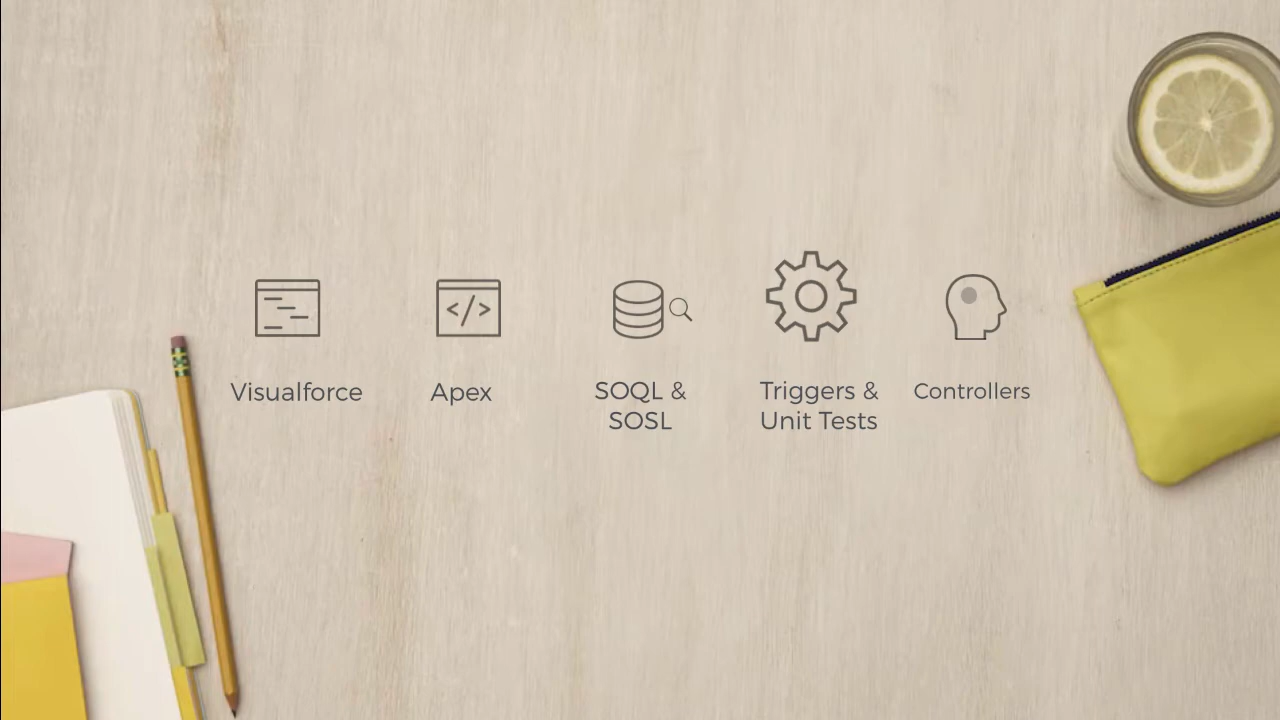 Visualforce
Apex
SOQL &
SOSL
Triggers &
Unit Tests
Controllers